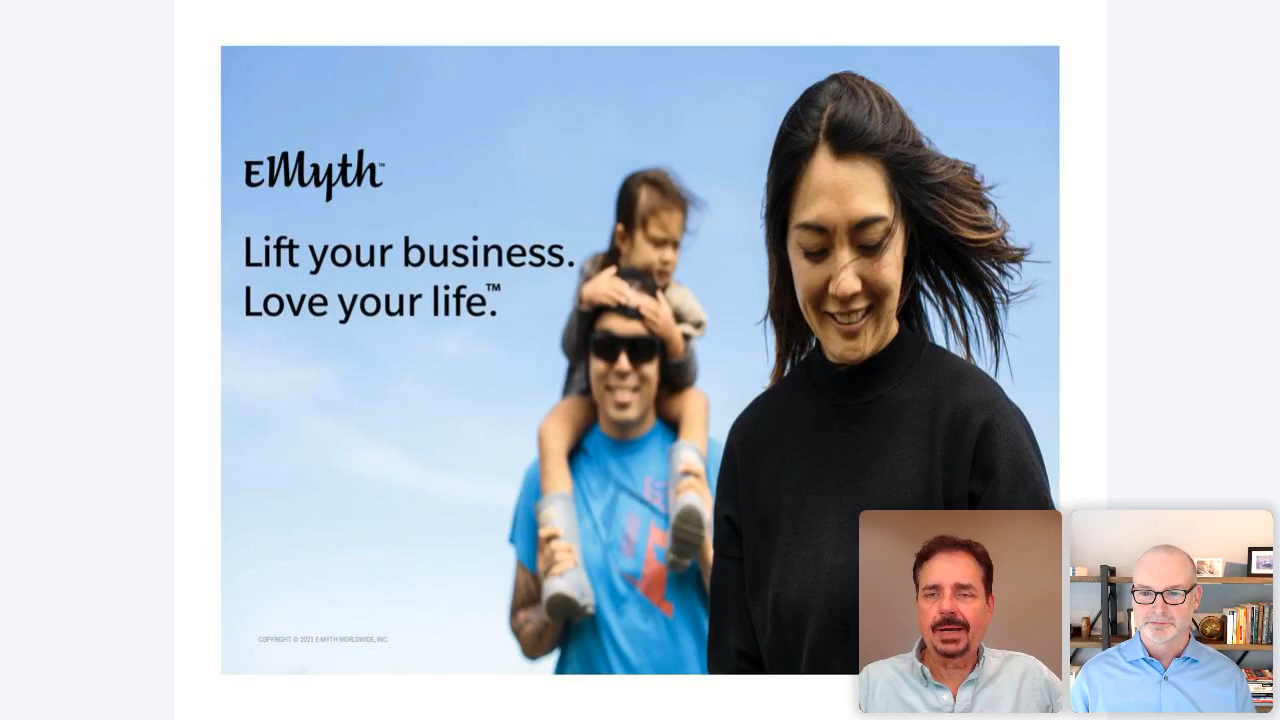 EMyth™
Lift your business.
Love your life.™
COPYRIGHT © 2021 E-MYTH WORLDWIDE, INC.